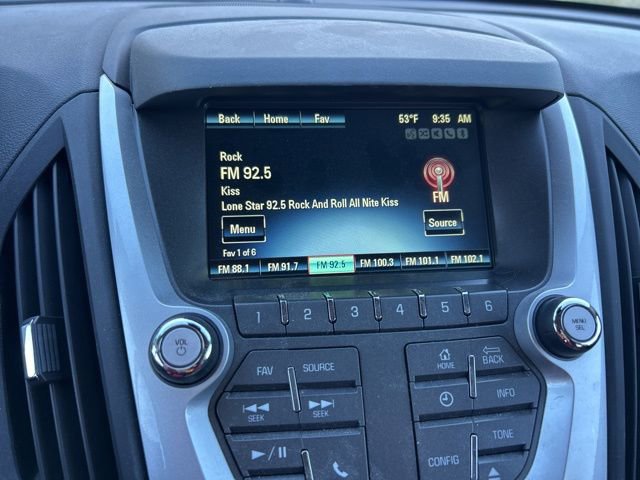 Back Home Fav 53°F 9:35 AM
Rock
FM 92.5
Kiss
Lone Star 92.5 Rock And Roll All Nite Kiss
FM
Menu Source
Fav 1 of 6
FM 88.1 FM 91.7 FM 92.5 FM 100.3 FM 101.1 FM 102.1
1 2 3 4 5 6
VOL
MENU
SEL
FAV SOURCE
HOME BACK
SEEK SEEK
INFO
TONE
CONFIG